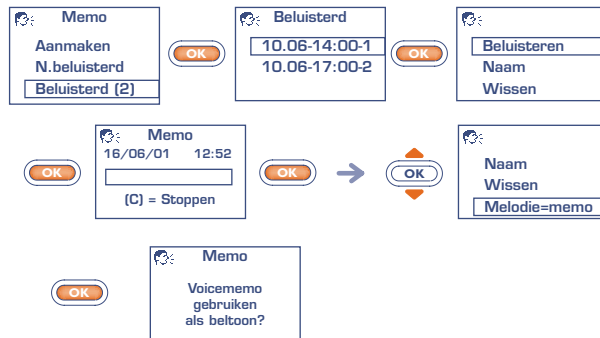 Memo
Aanmaken
N.beluisterd
Beluisterd (2)
OK
Beluisterd
10.06-14:00-1
10.06-17:00-2
OK
Beluisteren
Naam
Wissen
OK
Memo
16/06/01 12:52
(C) = Stoppen
OK
OK
Naam
Wissen
Melodie=memo
OK
Memo
Voicememo
gebruiken
als beltoon?